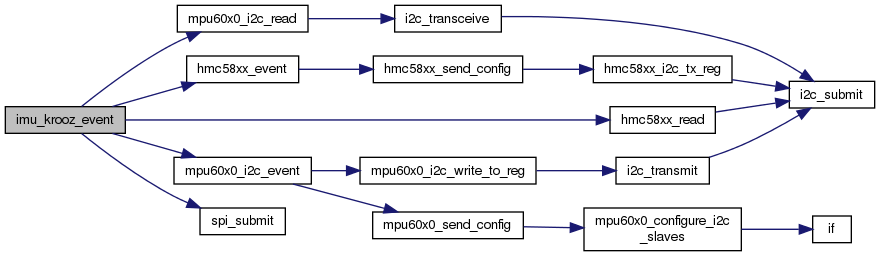 mpu60x0_i2c_read
i2c_transceive
hmc58xx_event
hmc58xx_send_config
hmc58xx_i2c_tx_reg
i2c_submit
imu_krooz_event
hmc58xx_read
mpu60x0_i2c_event
mpu60x0_i2c_write_to_reg
i2c_transmit
spi_submit
mpu60x0_send_config
mpu60x0_configure_i2c
_slaves
if